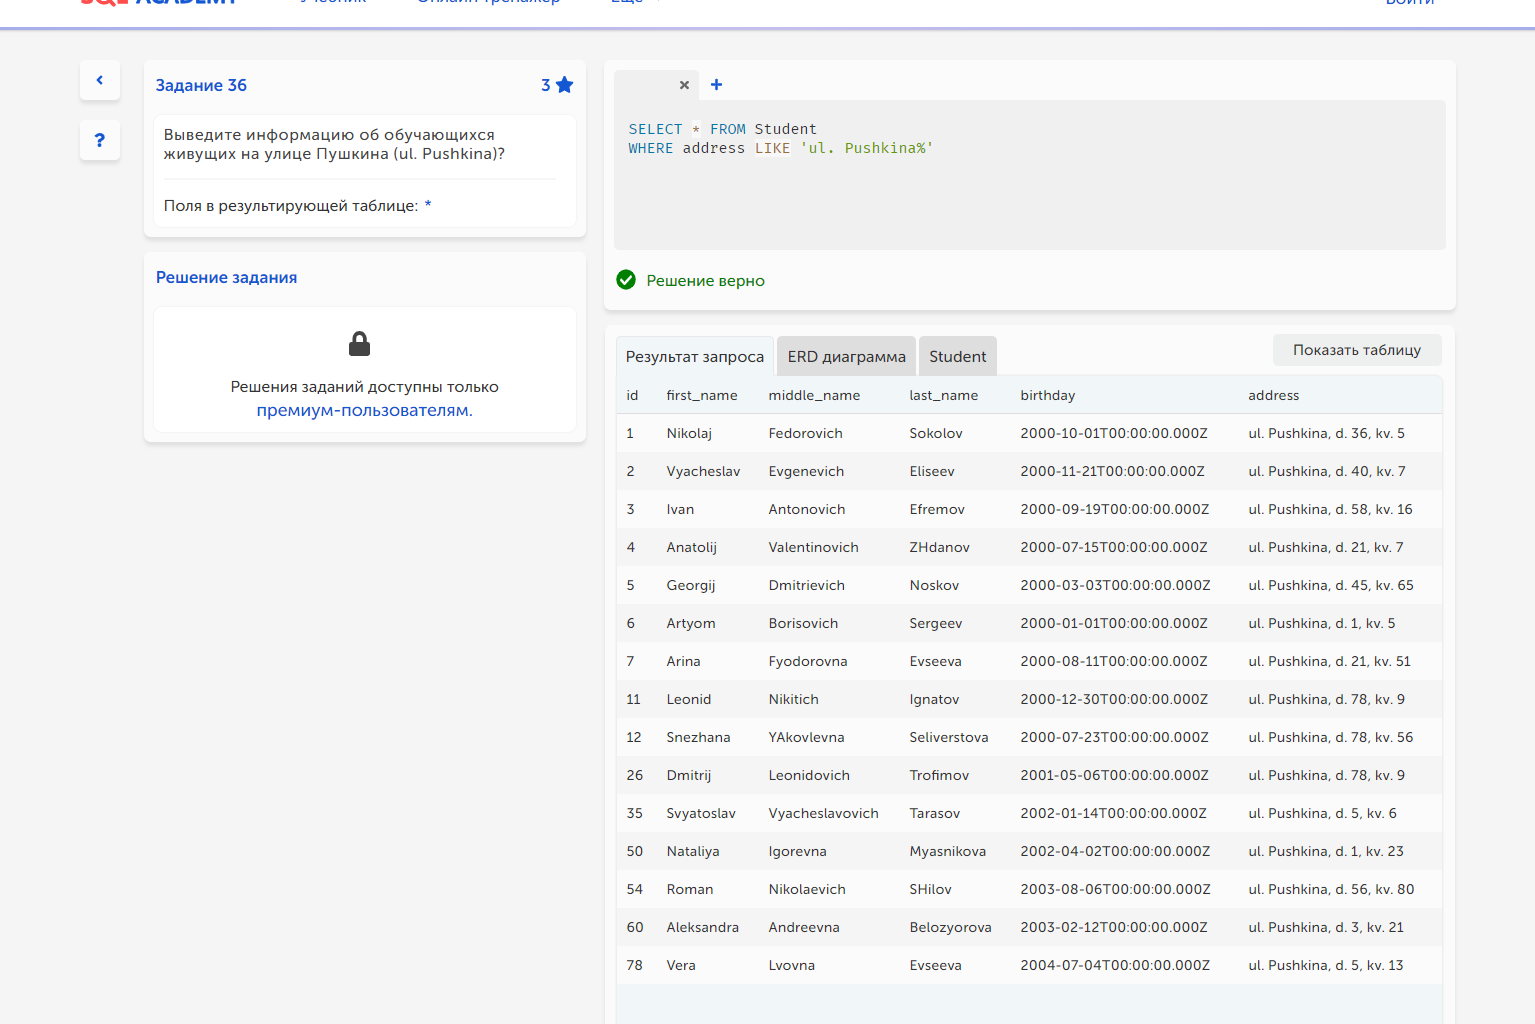 SQL ACADEMY
Учебник Онлайн тренажер Ещё
Войти
Задание 36
3
Выведите информацию об обучающихся
живущих на улице Пушкина (ul. Pushkina)?
Поля в результирующей таблице: *
?
Решение задания
Решения заданий доступны только
премиум-пользователям.
SELECT * FROM Student
WHERE address LIKE 'ul. Pushkina%'
Решение верно
Результат запроса ERD диаграмма Student Показать таблицу
id first_name middle_name last_name birthday address
1 Nikolaj Fedorovich Sokolov 2000-10-01T00:00:00.000Z ul. Pushkina, d. 36, kv. 5
2 Vyacheslav Evgenevich Eliseev 2000-11-21T00:00:00.000Z ul. Pushkina, d. 40, kv. 7
3 Ivan Antonovich Efremov 2000-09-19T00:00:00.000Z ul. Pushkina, d. 58, kv. 16
4 Anatolij Valentinovich ZHdanov 2000-07-15T00:00:00.000Z ul. Pushkina, d. 21, kv. 7
5 Georgij Dmitrievich Noskov 2000-03-03T00:00:00.000Z ul. Pushkina, d. 45, kv. 65
6 Artyom Borisovich Sergeev 2000-01-01T00:00:00.000Z ul. Pushkina, d. 1, kv. 5
7 Arina Fyodorovna Evseeva 2000-08-11T00:00:00.000Z ul. Pushkina, d. 21, kv. 51
11 Leonid Nikitich Ignatov 2000-12-30T00:00:00.000Z ul. Pushkina, d. 78, kv. 9
12 Snezhana YAkovlevna Seliverstova 2000-07-23T00:00:00.000Z ul. Pushkina, d. 78, kv. 56
26 Dmitrij Leonidovich Trofimov 2001-05-06T00:00:00.000Z ul. Pushkina, d. 78, kv. 9
35 Svyatoslav Vyacheslavovich Tarasov 2002-01-14T00:00:00.000Z ul. Pushkina, d. 5, kv. 6
50 Nataliya Igorevna Myasnikova 2002-04-02T00:00:00.000Z ul. Pushkina, d. 1, kv. 23
54 Roman Nikolaevich SHilov 2003-08-06T00:00:00.000Z ul. Pushkina, d. 56, kv. 80
60 Aleksandra Andreevna Belozyorova 2003-02-12T00:00:00.000Z ul. Pushkina, d. 3, kv. 21
78 Vera Lvovna Evseeva 2004-07-04T00:00:00.000Z ul. Pushkina, d. 5, kv. 13